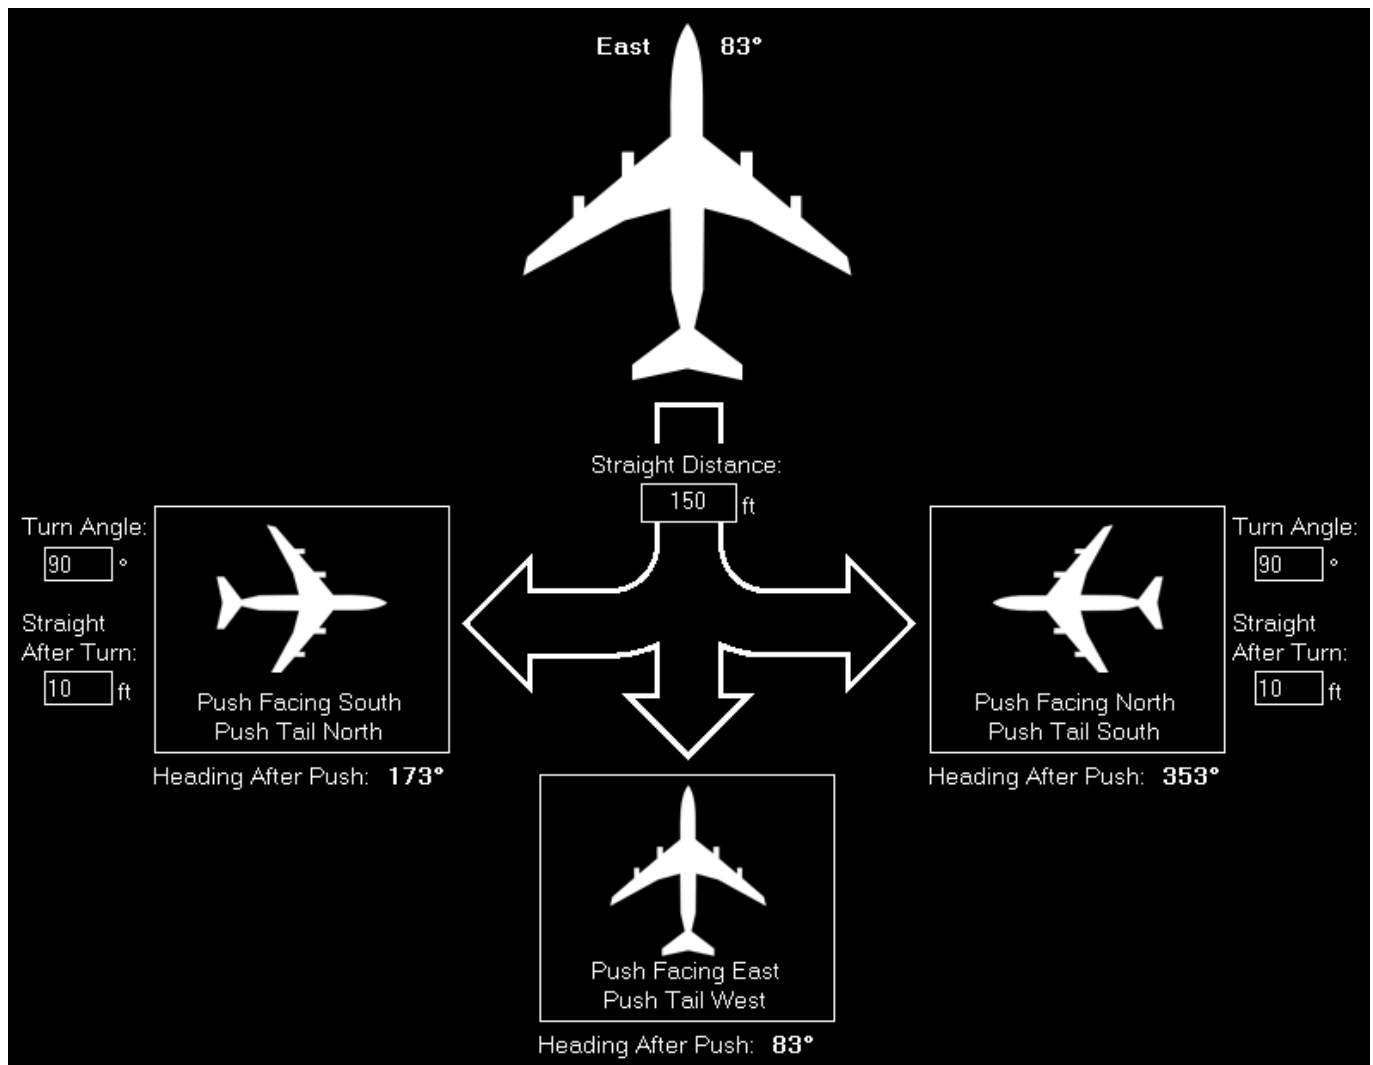 East 83°
Straight Distance:
150 ft
Turn Angle:
90 °
Straight
After Turn:
10 ft
Push Facing South
Push Tail North
Heading After Push: 173°
Turn Angle:
90 °
Straight
After Turn:
10 ft
Push Facing North
Push Tail South
Heading After Push: 353°
Push Facing East
Push Tail West
Heading After Push: 83°